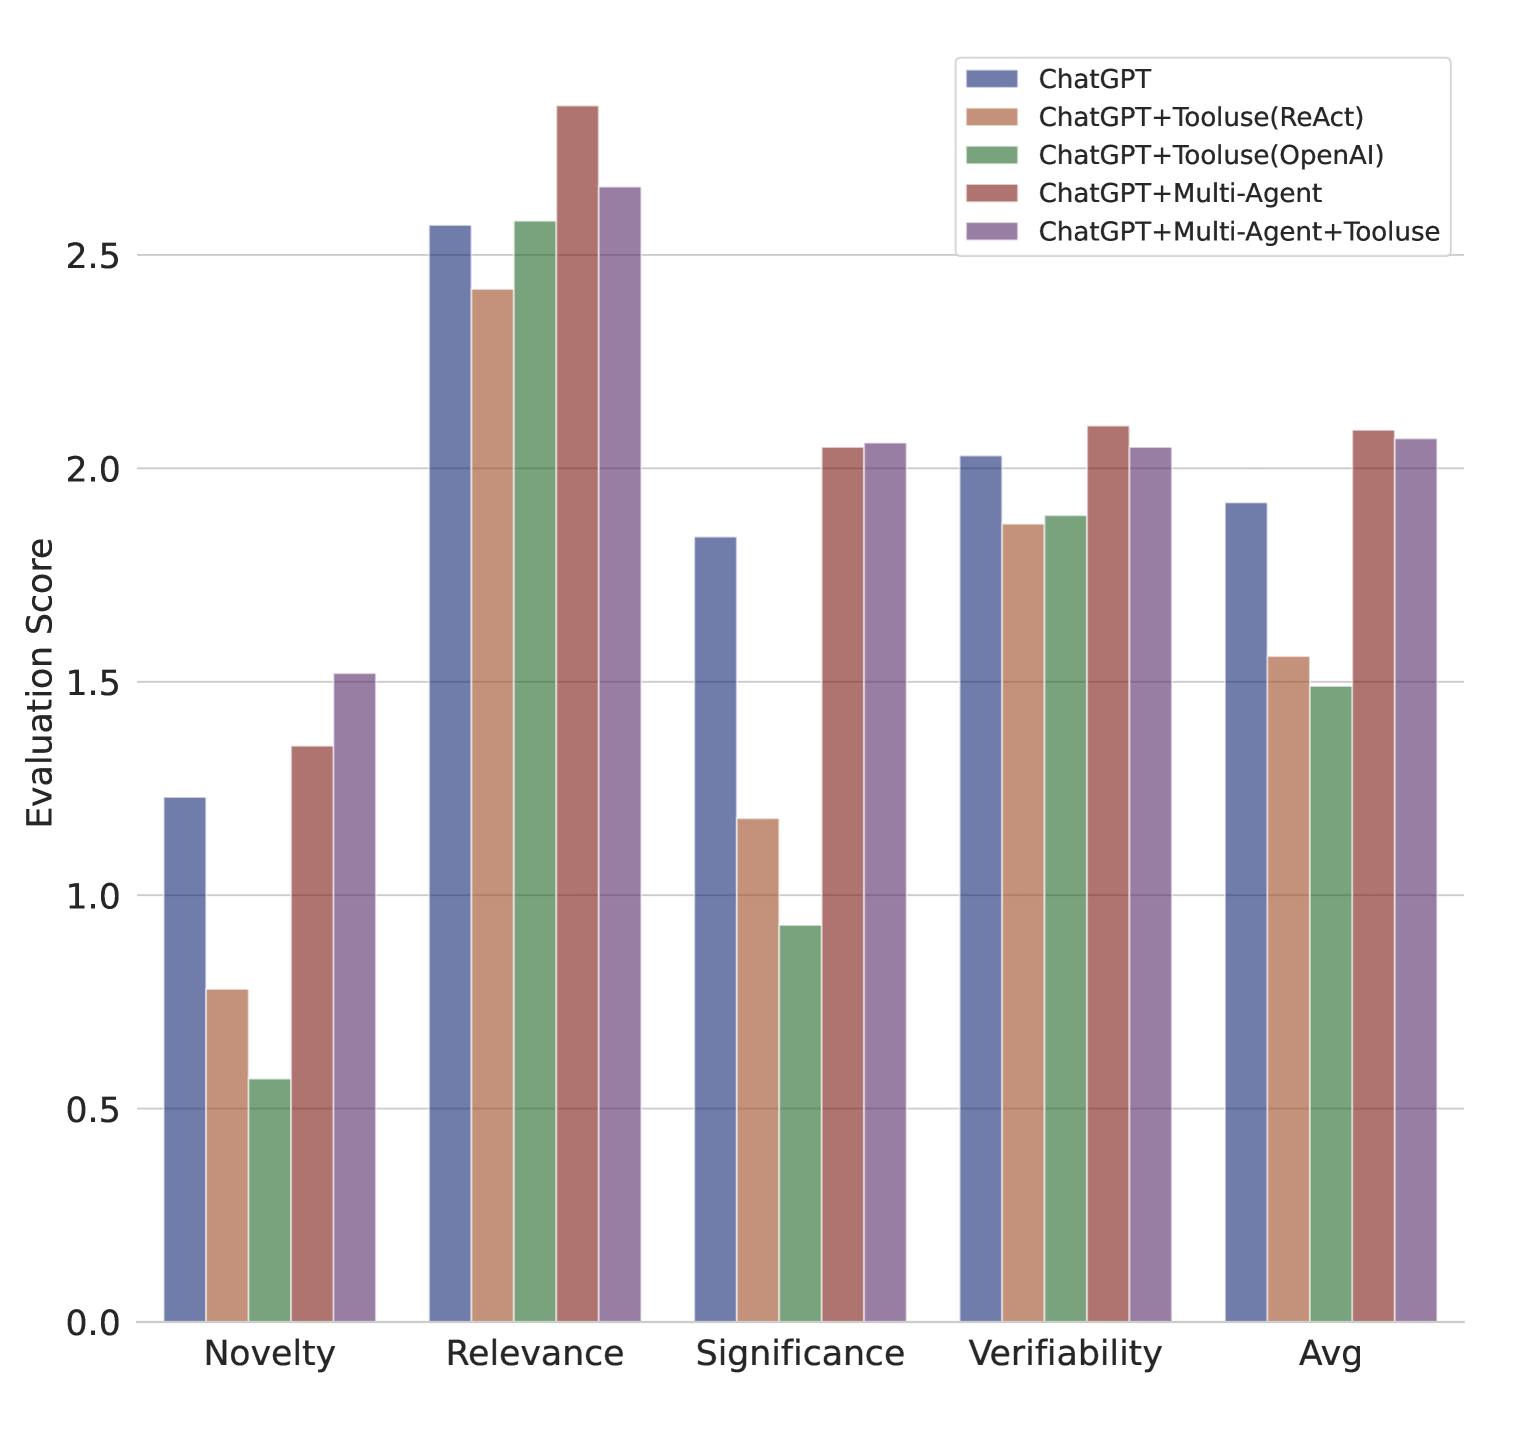 ChatGPT
ChatGPT+Tooluse(ReAct)
ChatGPT+Tooluse(OpenAI)
ChatGPT+Multi-Agent
ChatGPT+Multi-Agent+Tooluse
Evaluation Score
2.5
2.0
1.5
1.0
0.5
0.0
Novelty
Relevance
Significance
Verifiability
Avg